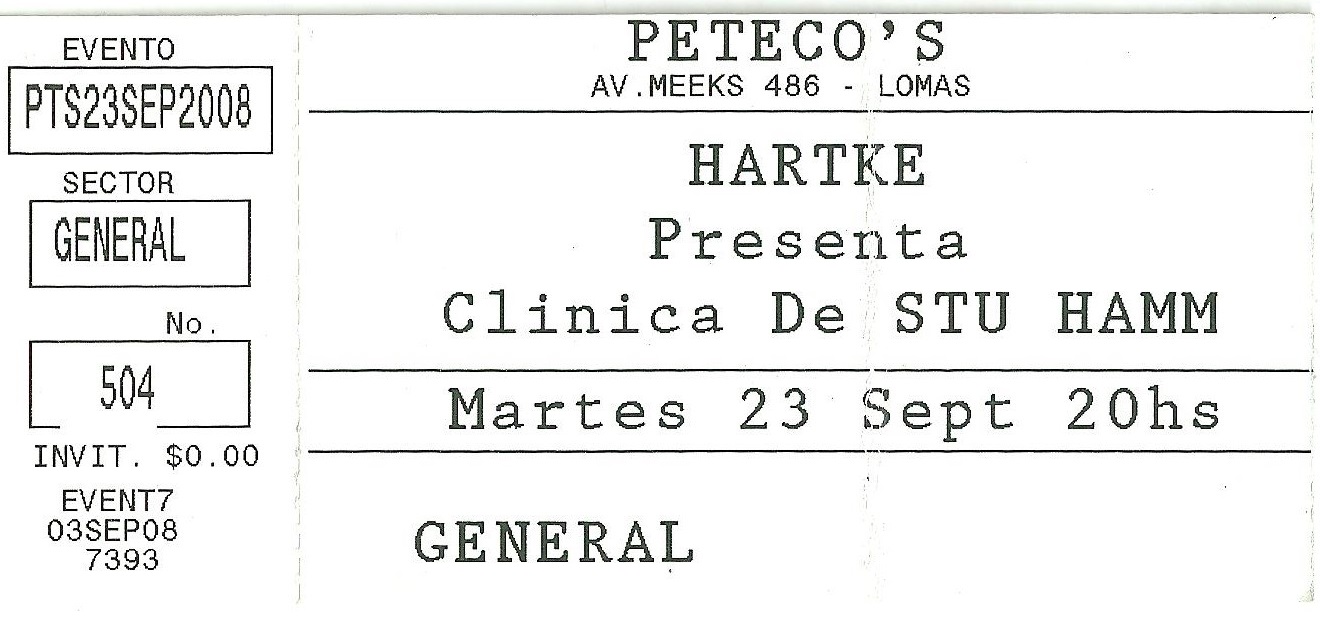 EVENTO
PTS23SEP2008
SECTOR
GENERAL
No.
504
INVIT. $0.00
EVENT7
03SEP08
7393
PETECO'S
AV.MEEKS 486 - LOMAS
HARTKE
Presenta
Clinica De STU HAMM
Martes 23 Sept 20hs
GENERAL